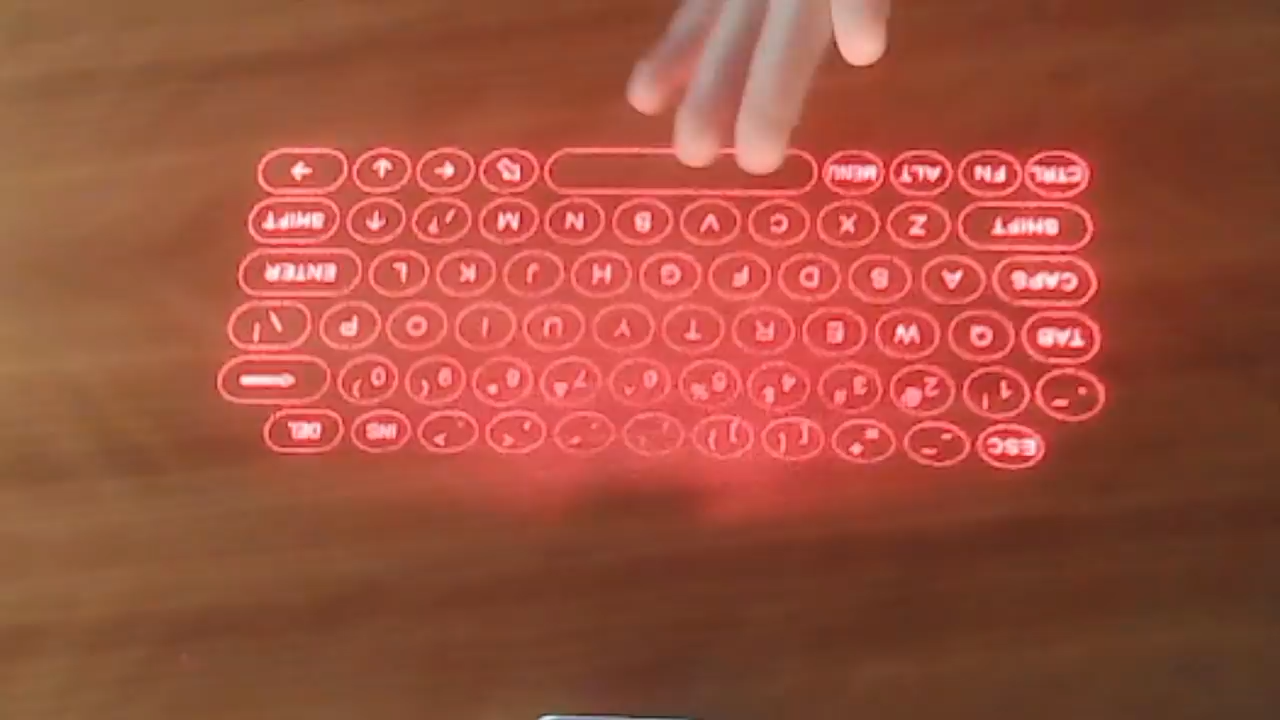 ESC _ = + [ { ] } , < . > INS DEL
1 ! 2 @ 3 # 4 $ 5 % 6 ^ 7 & 8 * 9 ( 0 ) ←
TAB Q W E R T Y U I O P \ |
CAPS A S D F G H J K L ENTER
SHIFT Z X C V B N M / ? ↑ SHIFT
CTRL FN ALT MENU → ↓ ←